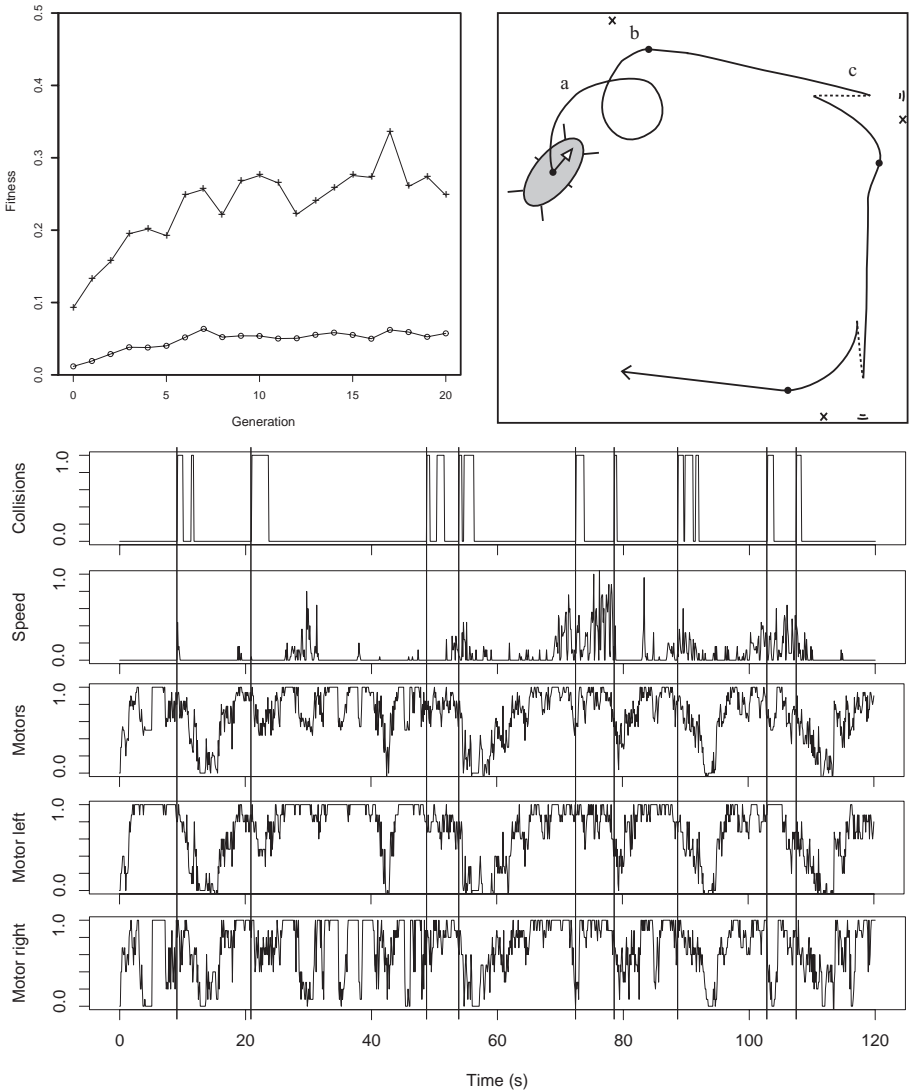 0.5
0.4
0.3
0.2
0.1
0.0
Fitness
0 5 10 15 20
Generation
a
b
c
Collisions
1.0
0.0
Speed
1.0
0.0
Motors
1.0
0.0
Motor left
1.0
0.0
Motor right
1.0
0.0
0 20 40 60 80 100 120
Time (s)